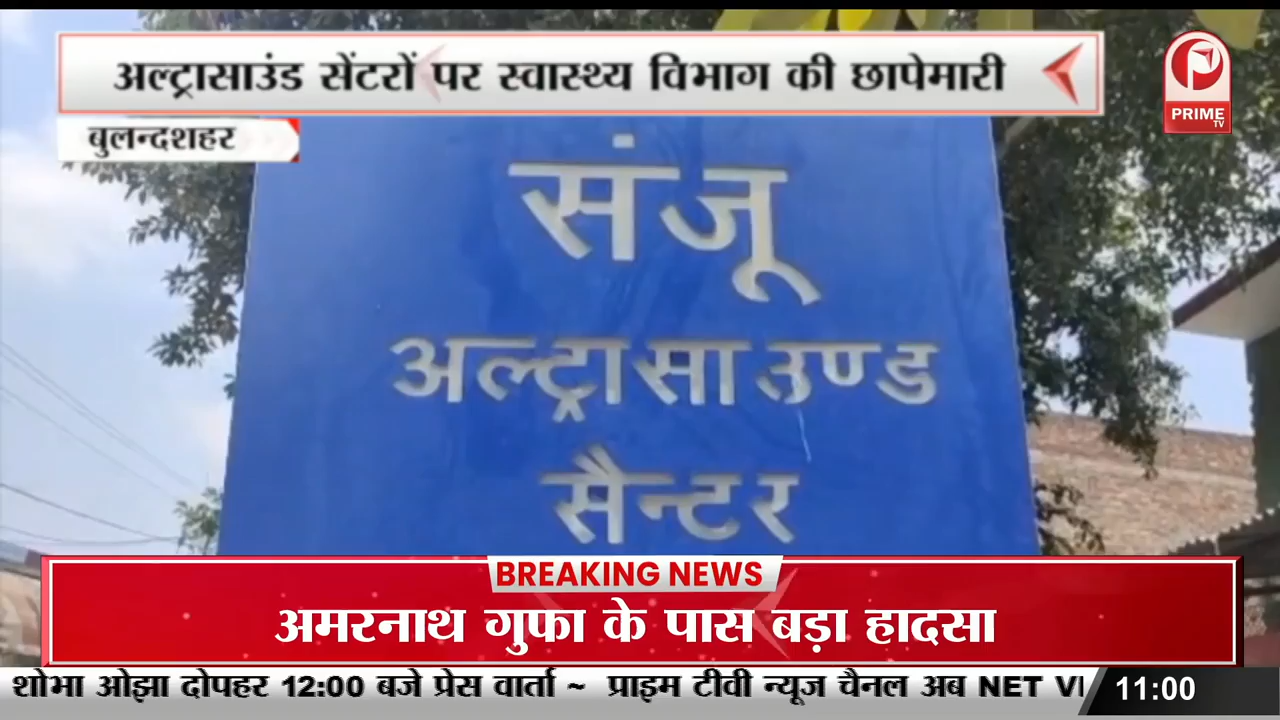 अल्ट्रासाउंड सेंटरों पर स्वास्थ्य विभाग की छापेमारी
PRIME
TV
बुलन्दशहर
संजू
अल्ट्रासाउण्ड
सैन्टर
BREAKING NEWS
अमरनाथ गुफा के पास बड़ा हादसा
शोभा ओझा दोपहर 12:00 बजे प्रेस वार्ता ~ प्राइम टीवी न्यूज चैनल अब NET VI
11:00